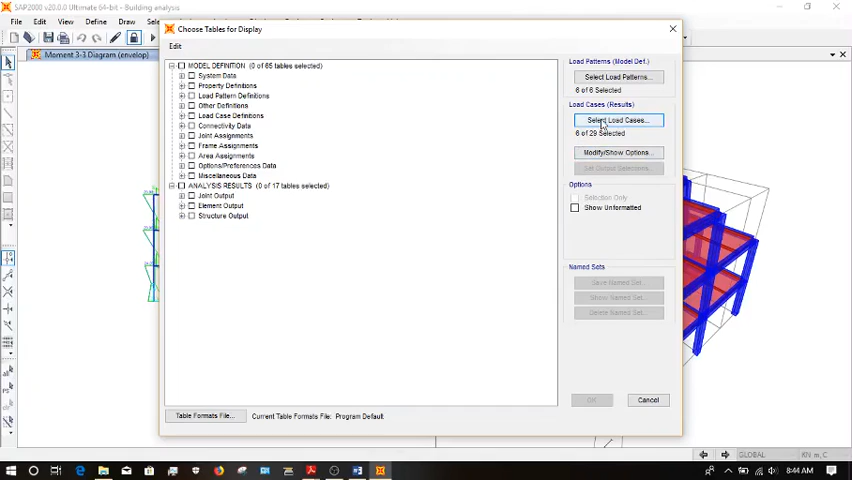 SAP2000 v20.0.0 Ultimate 64-bit - Building analysis
File Edit View Define Draw
Moment 3-3 Diagram (envelop)
Choose Tables for Display
Edit
MODEL DEFINITION (0 of 65 tables selected)
System Data
Property Definitions
Load Pattern Definitions
Other Definitions
Load Case Definitions
Connectivity Data
Joint Assignments
Frame Assignments
Area Assignments
Options/Preferences Data
Miscellaneous Data
ANALYSIS RESULTS (0 of 17 tables selected)
Joint Output
Element Output
Structure Output
Table Formats File...
Current Table Formats File: Program Default
Load Patterns (Model Def.)
Select Load Patterns...
6 of 6 Selected
Load Cases (Results)
Select Load Cases...
6 of 29 Selected
Modify/Show Options...
Set Output Selections...
Options
Selection Only
Show Unformatted
Named Sets
Save Named Set...
Show Named Set...
Delete Named Set...
OK
Cancel
GLOBAL
KN, m, C
8:44 AM